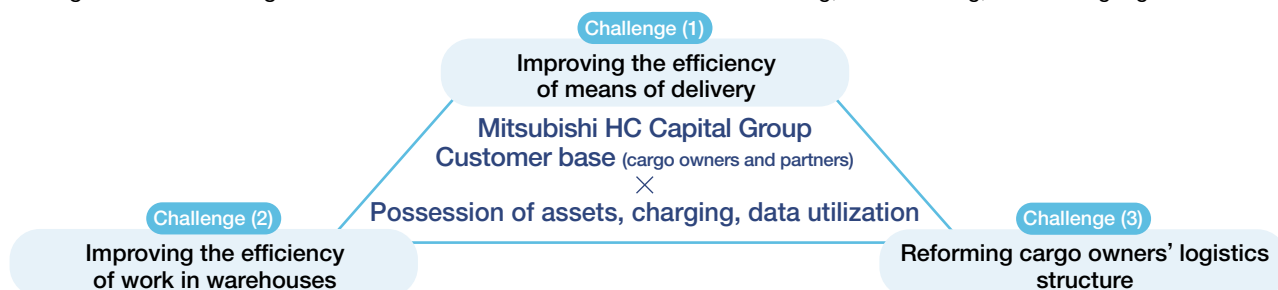 Challenge (1)
Improving the efficiency
of means of delivery
Mitsubishi HC Capital Group
Customer base (cargo owners and partners)
×
Possession of assets, charging, data utilization
Challenge (2)
Improving the efficiency
of work in warehouses
Challenge (3)
Reforming cargo owners' logistics
structure